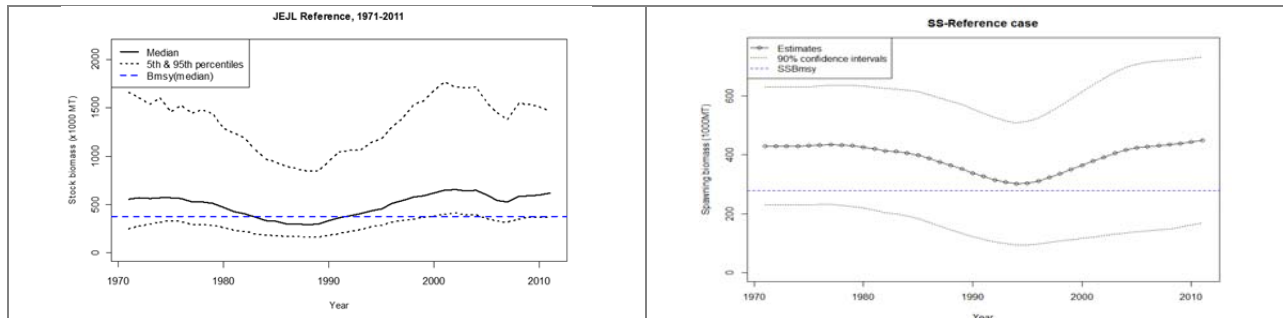 JEJL Reference, 1971-2011
Median
5th & 95th percentiles
Bmsy(median)
Stock biomass (x1000 MT)
2000
1500
1000
500
0
1970 1980 1990 2000 2010
Year
SS-Reference case
Estimates
90% confidence intervals
SSBmsy
Spawning biomass (1000MT)
600
400
200
0
1970 1980 1990 2000 2010
Year